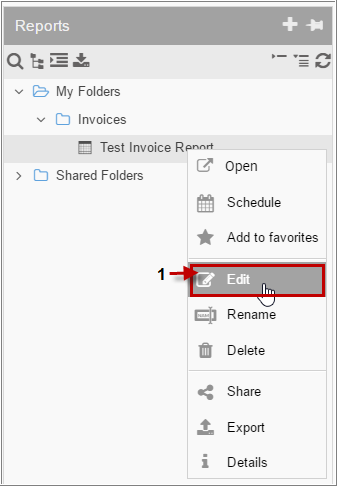 Reports
My Folders
Invoices
Test Invoice Report
Shared Folders
Open
Schedule
Add to favorites
1 Edit
Rename
Delete
Share
Export
Details